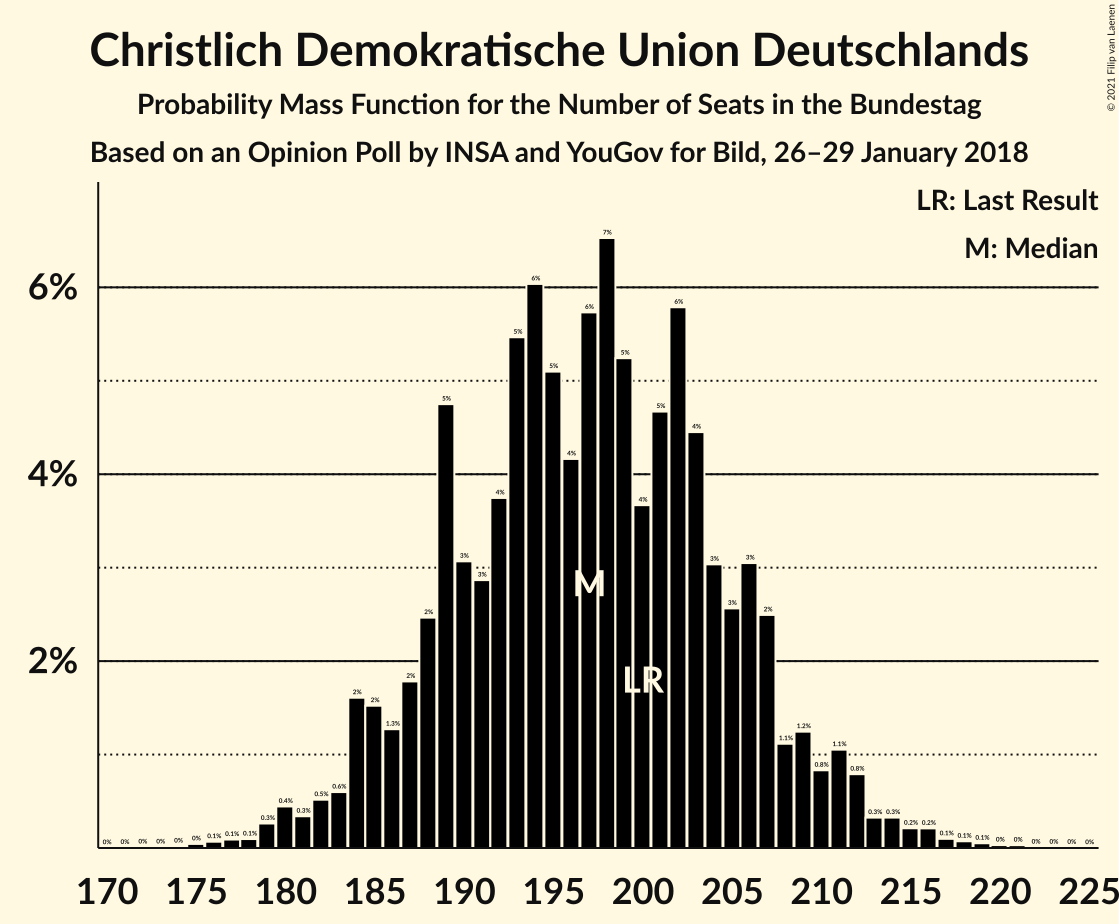 Christlich Demokratische Union Deutschlands
Probability Mass Function for the Number of Seats in the Bundestag
Based on an Opinion Poll by INSA and YouGov for Bild, 26–29 January 2018
© 2021 Filip van Laenen
LR: Last Result
M: Median
6%
4%
2%
0% 0% 0% 0% 0% 0% 0.1% 0.1% 0.1% 0.3% 0.4% 0.3% 0.5% 0.6% 2% 2% 1.3% 2% 2% 5% 3% 3% 4% 5% 6% 5% 4% 6% 7% 5% 4% 5% 6% 4% 3% 3% 3% 2% 1.1% 1.2% 0.8% 1.1% 0.8% 0.3% 0.3% 0.2% 0.2% 0.1% 0.1% 0.1% 0% 0% 0% 0% 0% 0%
M
LR
170 175 180 185 190 195 200 205 210 215 220 225